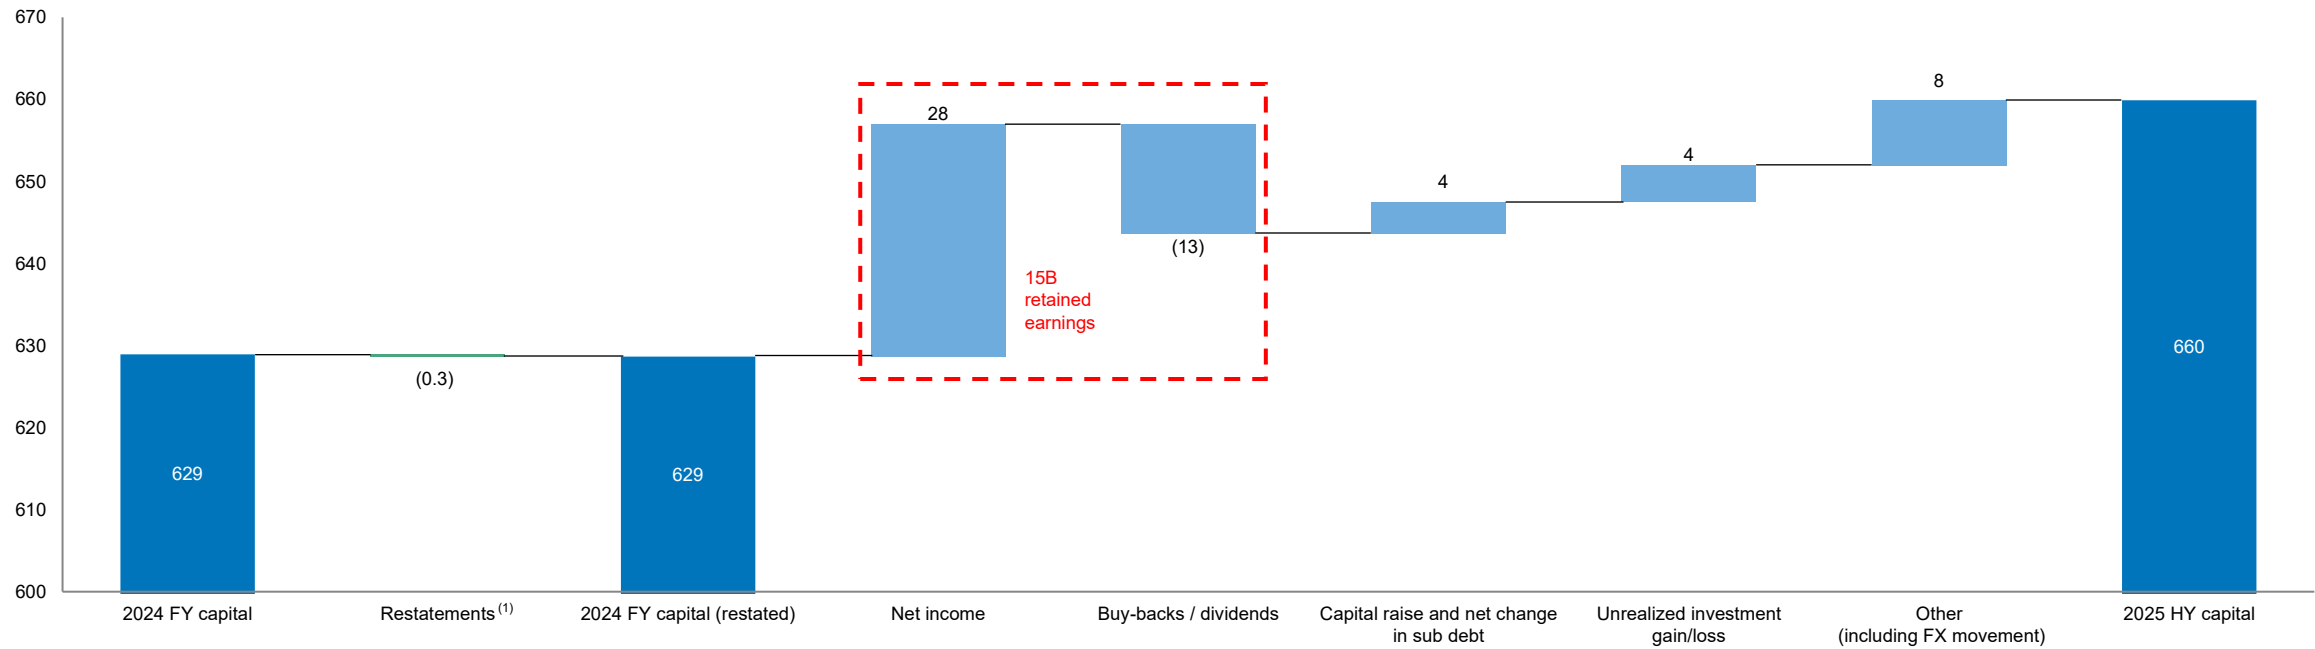 670
660
650
640
630
620
610
600
629
(0.3)
629
28
15B
retained
earnings
(13)
4
4
8
660
2024 FY capital
Restatements (1)
2024 FY capital (restated)
Net income
Buy-backs / dividends
Capital raise and net change
in sub debt
Unrealized investment
gain/loss
Other
(including FX movement)
2025 HY capital